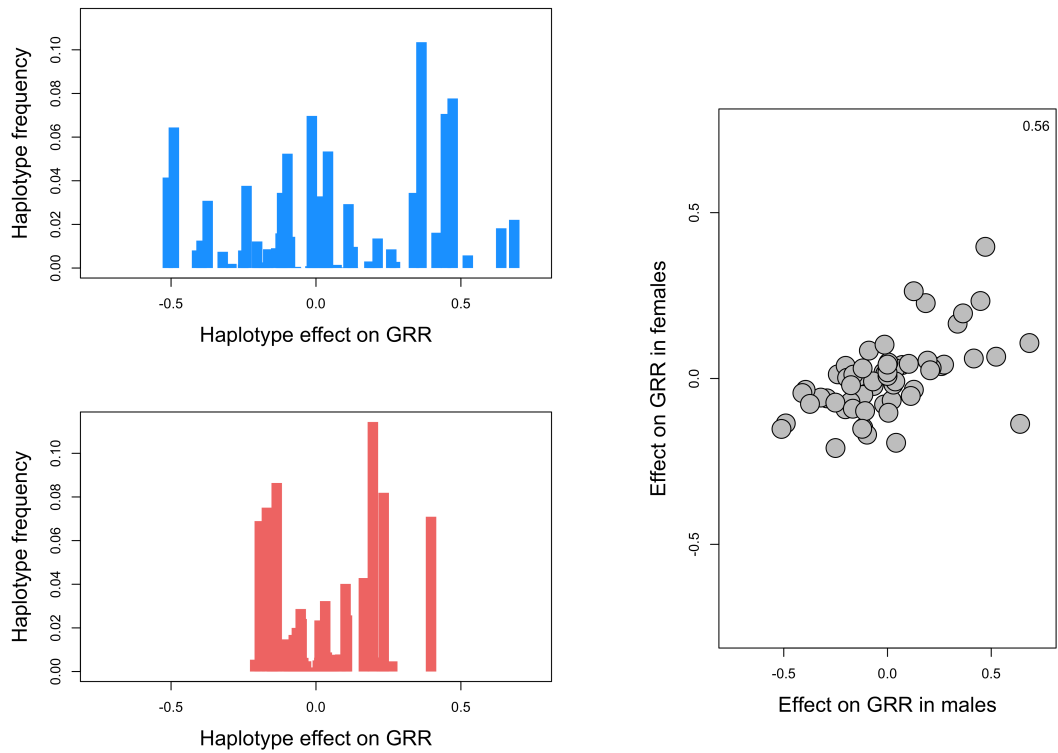 Haplotype frequency
0.00 0.02 0.04 0.06 0.08 0.10
-0.5 0.0 0.5
Haplotype effect on GRR
Haplotype frequency
0.00 0.02 0.04 0.06 0.08 0.10
-0.5 0.0 0.5
Haplotype effect on GRR
0.56
Effect on GRR in females
-0.5 0.0 0.5
-0.5 0.0 0.5
Effect on GRR in males